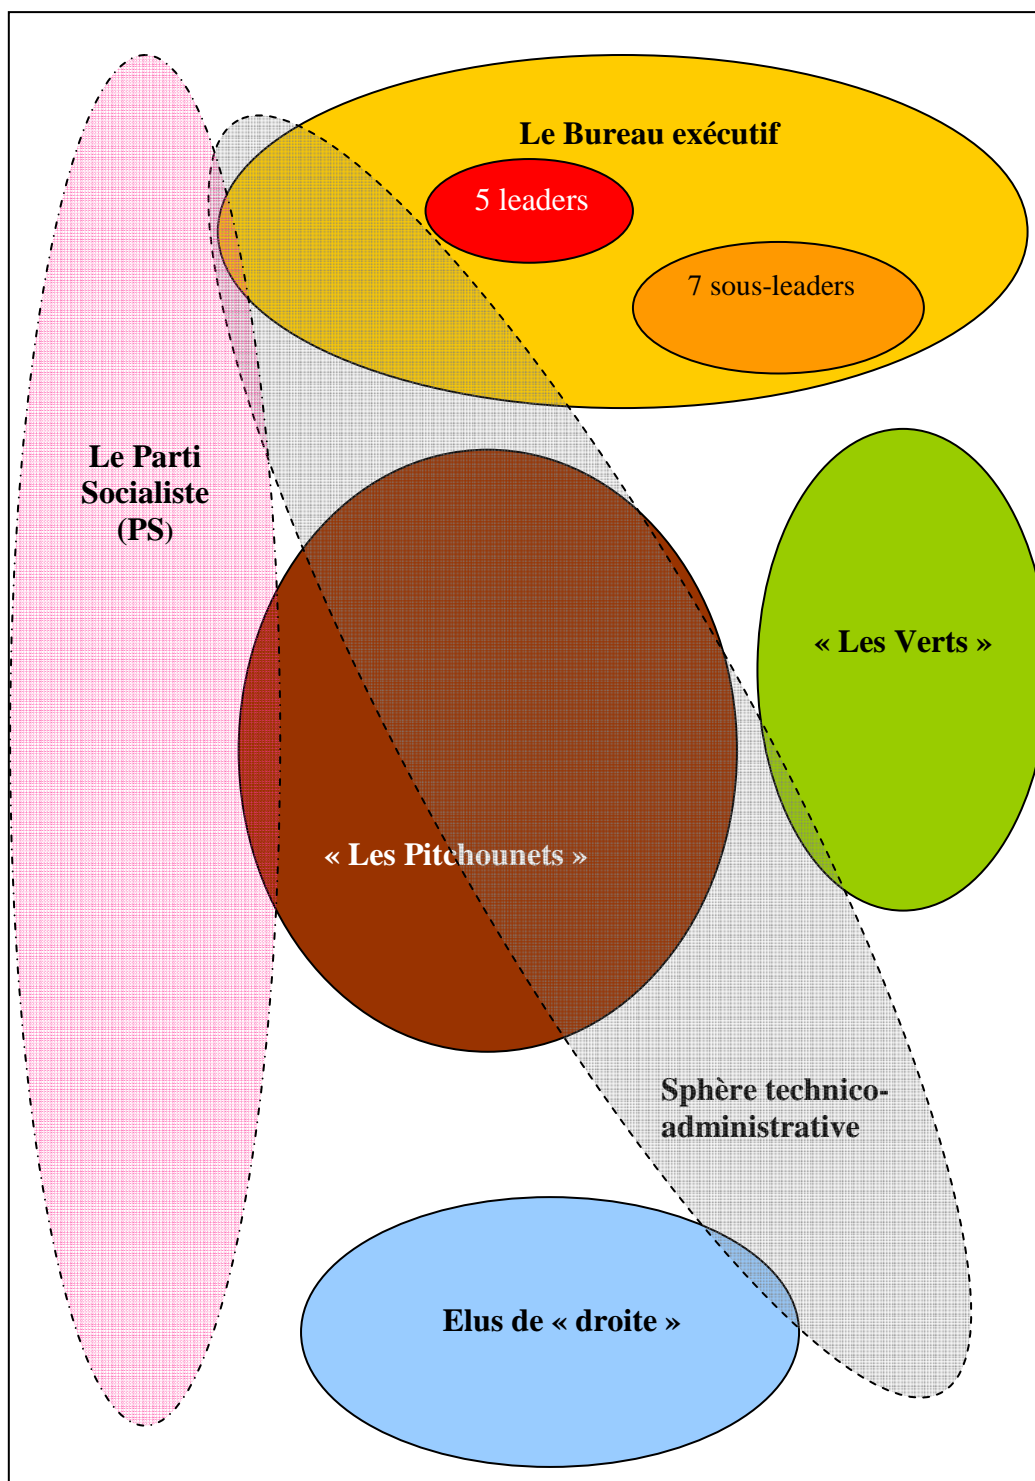 Le Bureau exécutif
5 leaders
7 sous-leaders
Le Parti
Socialiste
(PS)
« Les Verts »
« Les Pitchounets »
Sphère technico-
administrative
Elus de « droite »